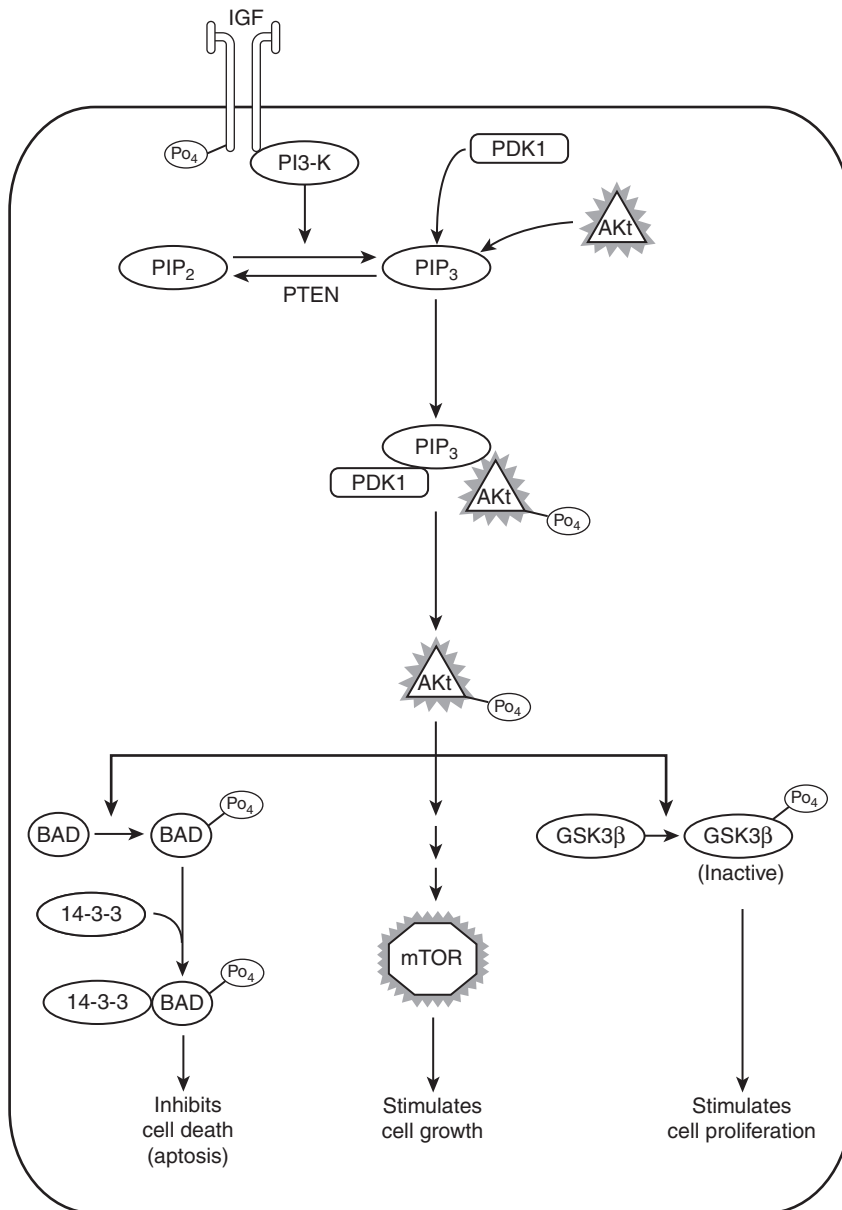 IGF
Po4
PI3-K
PDK1
AKt
PIP2
PIP3
PTEN
PIP3
PDK1
AKt
Po4
AKt
Po4
BAD
BAD
Po4
GSK3β
GSK3β
Po4
(Inactive)
14-3-3
mTOR
14-3-3
BAD
Po4
Inhibits
cell death
(aptosis)
Stimulates
cell growth
Stimulates
cell proliferation